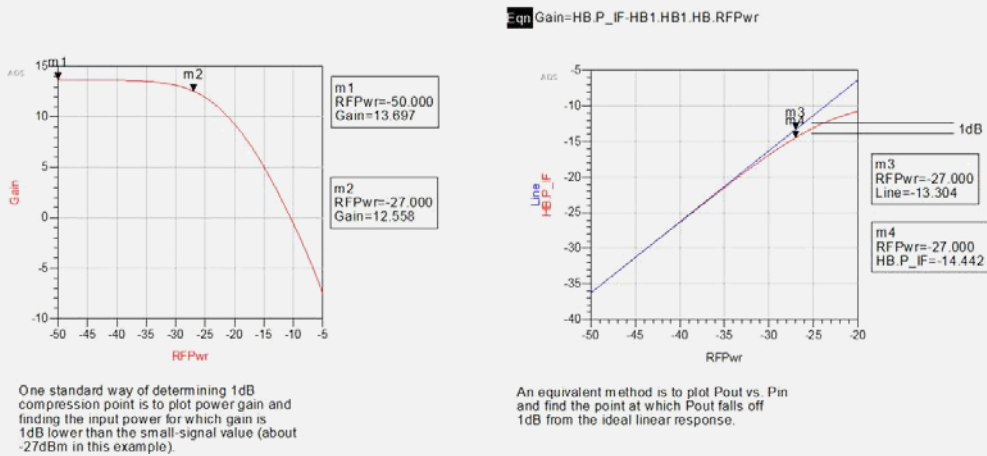 Eqn Gain=HB.P_IF-HB1.HB1.HB.RFPwr
ADS
m1
m2
15
10
5
0
-5
-10
Gain
-50 -45 -40 -35 -30 -25 -20 -15 -10 -5
RFPwr
m1
RFPwr=-50.000
Gain=13.697
m2
RFPwr=-27.000
Gain=12.558
One standard way of determining 1dB
compression point is to plot power gain and
finding the input power for which gain is
1dB lower than the small-signal value (about
-27dBm in this example).
ADS
m3
m4
-5
-10
-15
-20
-25
-30
-35
-40
Line
HB.P_IF
-50 -45 -40 -35 -30 -25 -20
RFPwr
1dB
m3
RFPwr=-27.000
Line=-13.304
m4
RFPwr=-27.000
HB.P_IF=-14.442
An equivalent method is to plot Pout vs. Pin
and find the point at which Pout falls off
1dB from the ideal linear response.